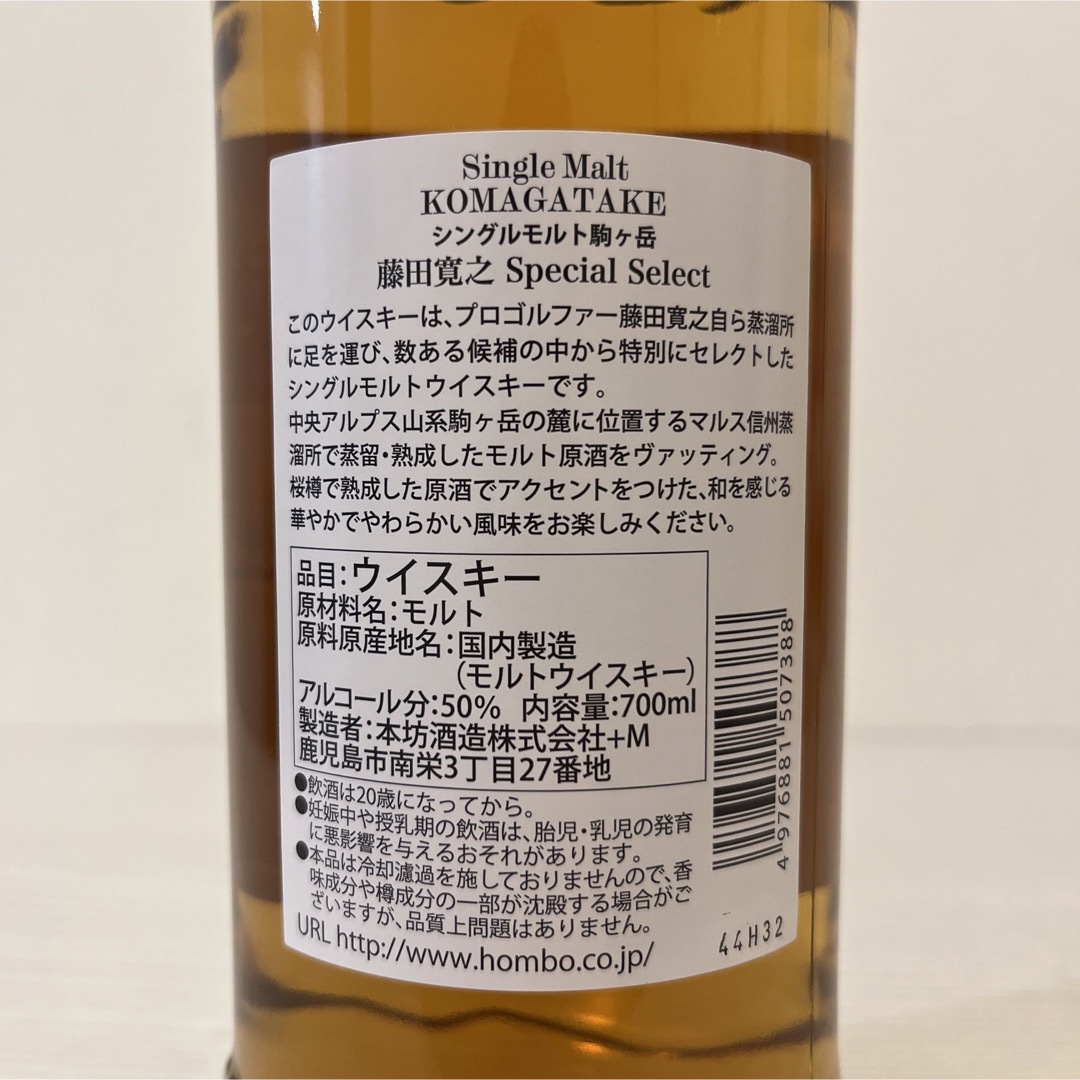 Single Malt
KOMAGATAKE
シングルモルト駒ヶ岳
藤田寛之 Special Select
このウイスキーは、プロゴルファー藤田寛之自ら蒸溜所
に足を運び、数ある候補の中から特別にセレクトした
シングルモルトウイスキーです。
中央アルプス山系駒ヶ岳の麓に位置するマルス信州蒸
溜所で蒸留・熟成したモルト原酒をヴァッティング。
桜樽で熟成した原酒でアクセントをつけた、和を感じる
華やかでやわらかい風味をお楽しみください。
品目：ウイスキー
原材料名：モルト
原料原産地名：国内製造
（モルトウイスキー）
アルコール分：50% 内容量：700ml
製造者：本坊酒造株式会社+M
鹿児島市南栄3丁目27番地
●飲酒は20歳になってから。
●妊娠中や授乳期の飲酒は、胎児・乳児の発育
に悪影響を与えるおそれがあります。
●本品は冷却濾過を施しておりませんので、香
味成分や樽成分の一部が沈殿する場合がご
ざいますが、品質上問題はありません。
URL http://www.hombo.co.jp/
4 976881 507388
44H32